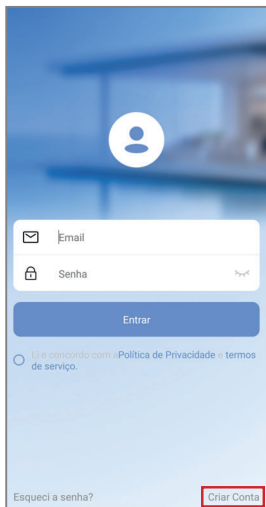 Email
Senha
Entrar
Li e concordo com a Política de Privacidade e termos
de serviço.
Esqueci a senha?
Criar Conta